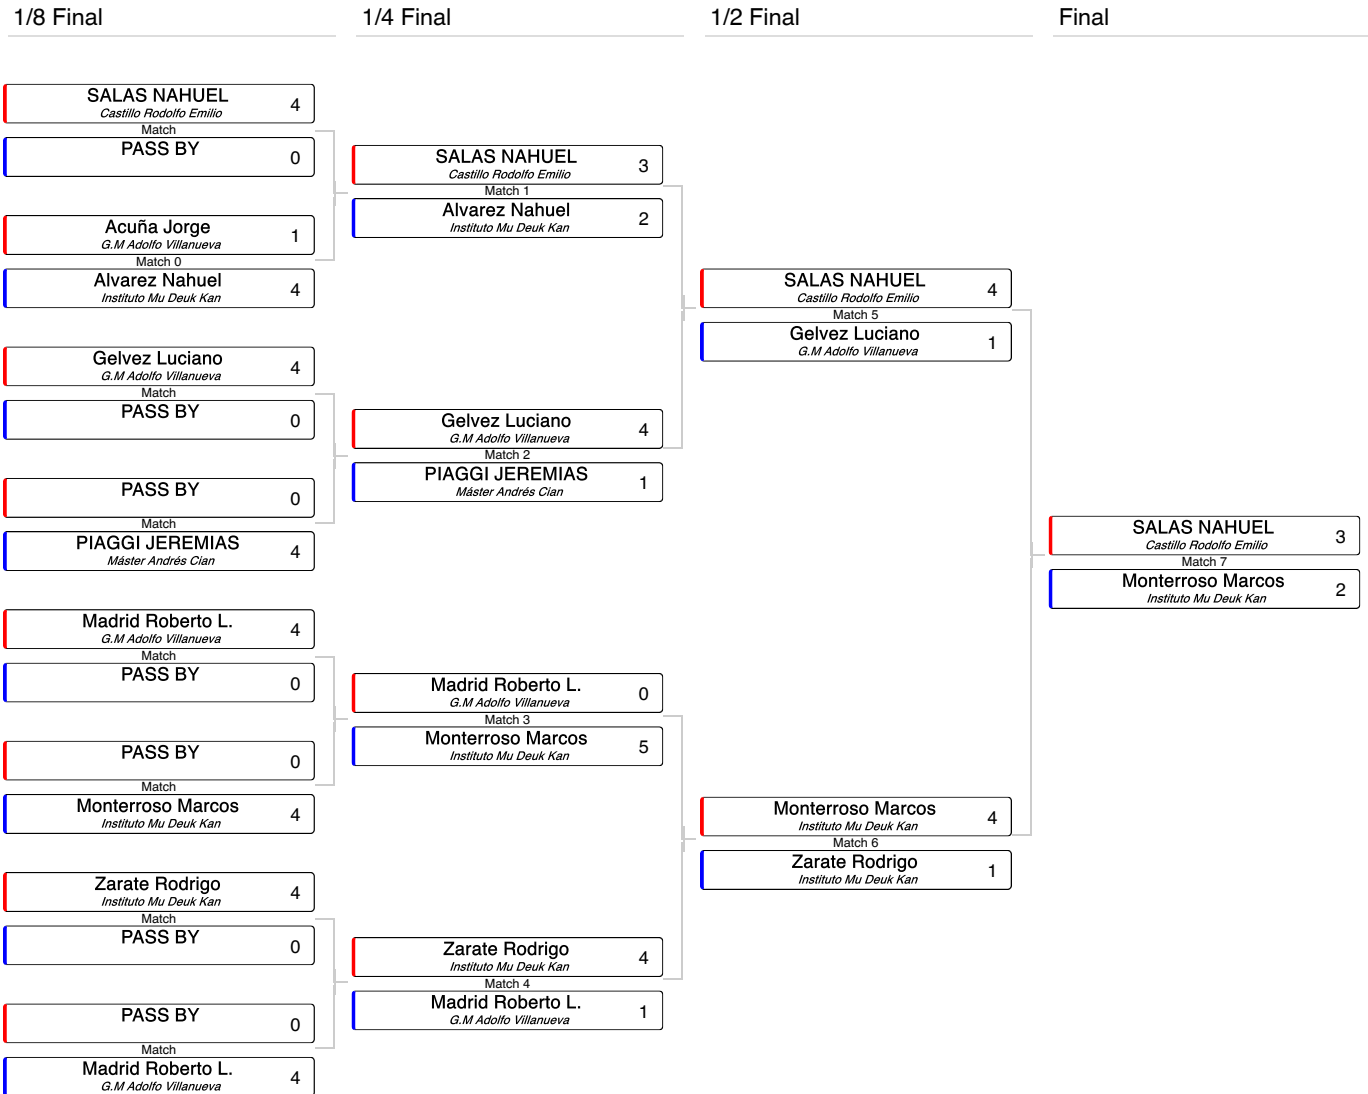 1/8 Final
1/4 Final
1/2 Final
Final
SALAS NAHUEL
Castillo Rodolfo Emilio
4
Match
PASS BY
0
Acuña Jorge
G.M Adolfo Villanueva
1
Match 0
Alvarez Nahuel
Instituto Mu Deuk Kan
4
Gelvez Luciano
G.M Adolfo Villanueva
4
Match
PASS BY
0
PASS BY
0
Match
PIAGGI JEREMIAS
Máster Andrés Cian
4
Madrid Roberto L.
G.M Adolfo Villanueva
4
Match
PASS BY
0
PASS BY
0
Match
Monterroso Marcos
Instituto Mu Deuk Kan
4
Zarate Rodrigo
Instituto Mu Deuk Kan
4
Match
PASS BY
0
PASS BY
0
Match
Madrid Roberto L.
G.M Adolfo Villanueva
4
SALAS NAHUEL
Castillo Rodolfo Emilio
3
Match 1
Alvarez Nahuel
Instituto Mu Deuk Kan
2
Gelvez Luciano
G.M Adolfo Villanueva
4
Match 2
PIAGGI JEREMIAS
Máster Andrés Cian
1
Madrid Roberto L.
G.M Adolfo Villanueva
0
Match 3
Monterroso Marcos
Instituto Mu Deuk Kan
5
Zarate Rodrigo
Instituto Mu Deuk Kan
4
Match 4
Madrid Roberto L.
G.M Adolfo Villanueva
1
SALAS NAHUEL
Castillo Rodolfo Emilio
4
Match 5
Gelvez Luciano
G.M Adolfo Villanueva
1
Monterroso Marcos
Instituto Mu Deuk Kan
4
Match 6
Zarate Rodrigo
Instituto Mu Deuk Kan
1
SALAS NAHUEL
Castillo Rodolfo Emilio
3
Match 7
Monterroso Marcos
Instituto Mu Deuk Kan
2